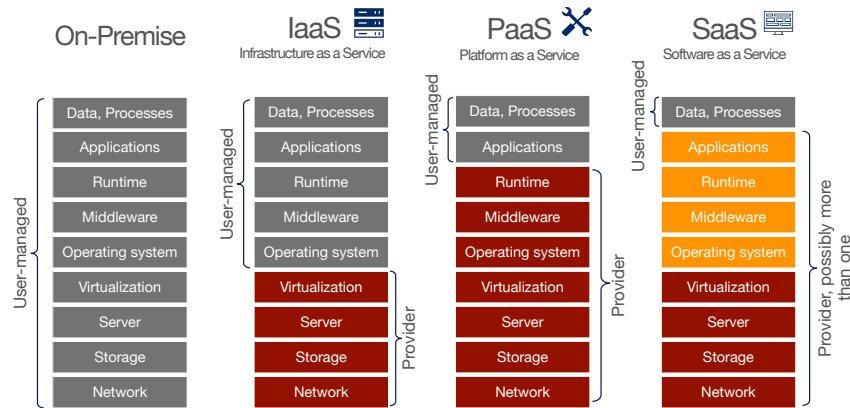 On-Premise
User-managed
Data, Processes
Applications
Runtime
Middleware
Operating system
Virtualization
Server
Storage
Network
IaaS
Infrastructure as a Service
User-managed
Data, Processes
Applications
Runtime
Middleware
Operating system
Virtualization
Server
Storage
Network
Provider
PaaS
Platform as a Service
User-managed
Data, Processes
Applications
Runtime
Middleware
Operating system
Virtualization
Server
Storage
Network
Provider
SaaS
Software as a Service
User-managed
Data, Processes
Applications
Runtime
Middleware
Operating system
Virtualization
Server
Storage
Network
Provider, possibly more
than one